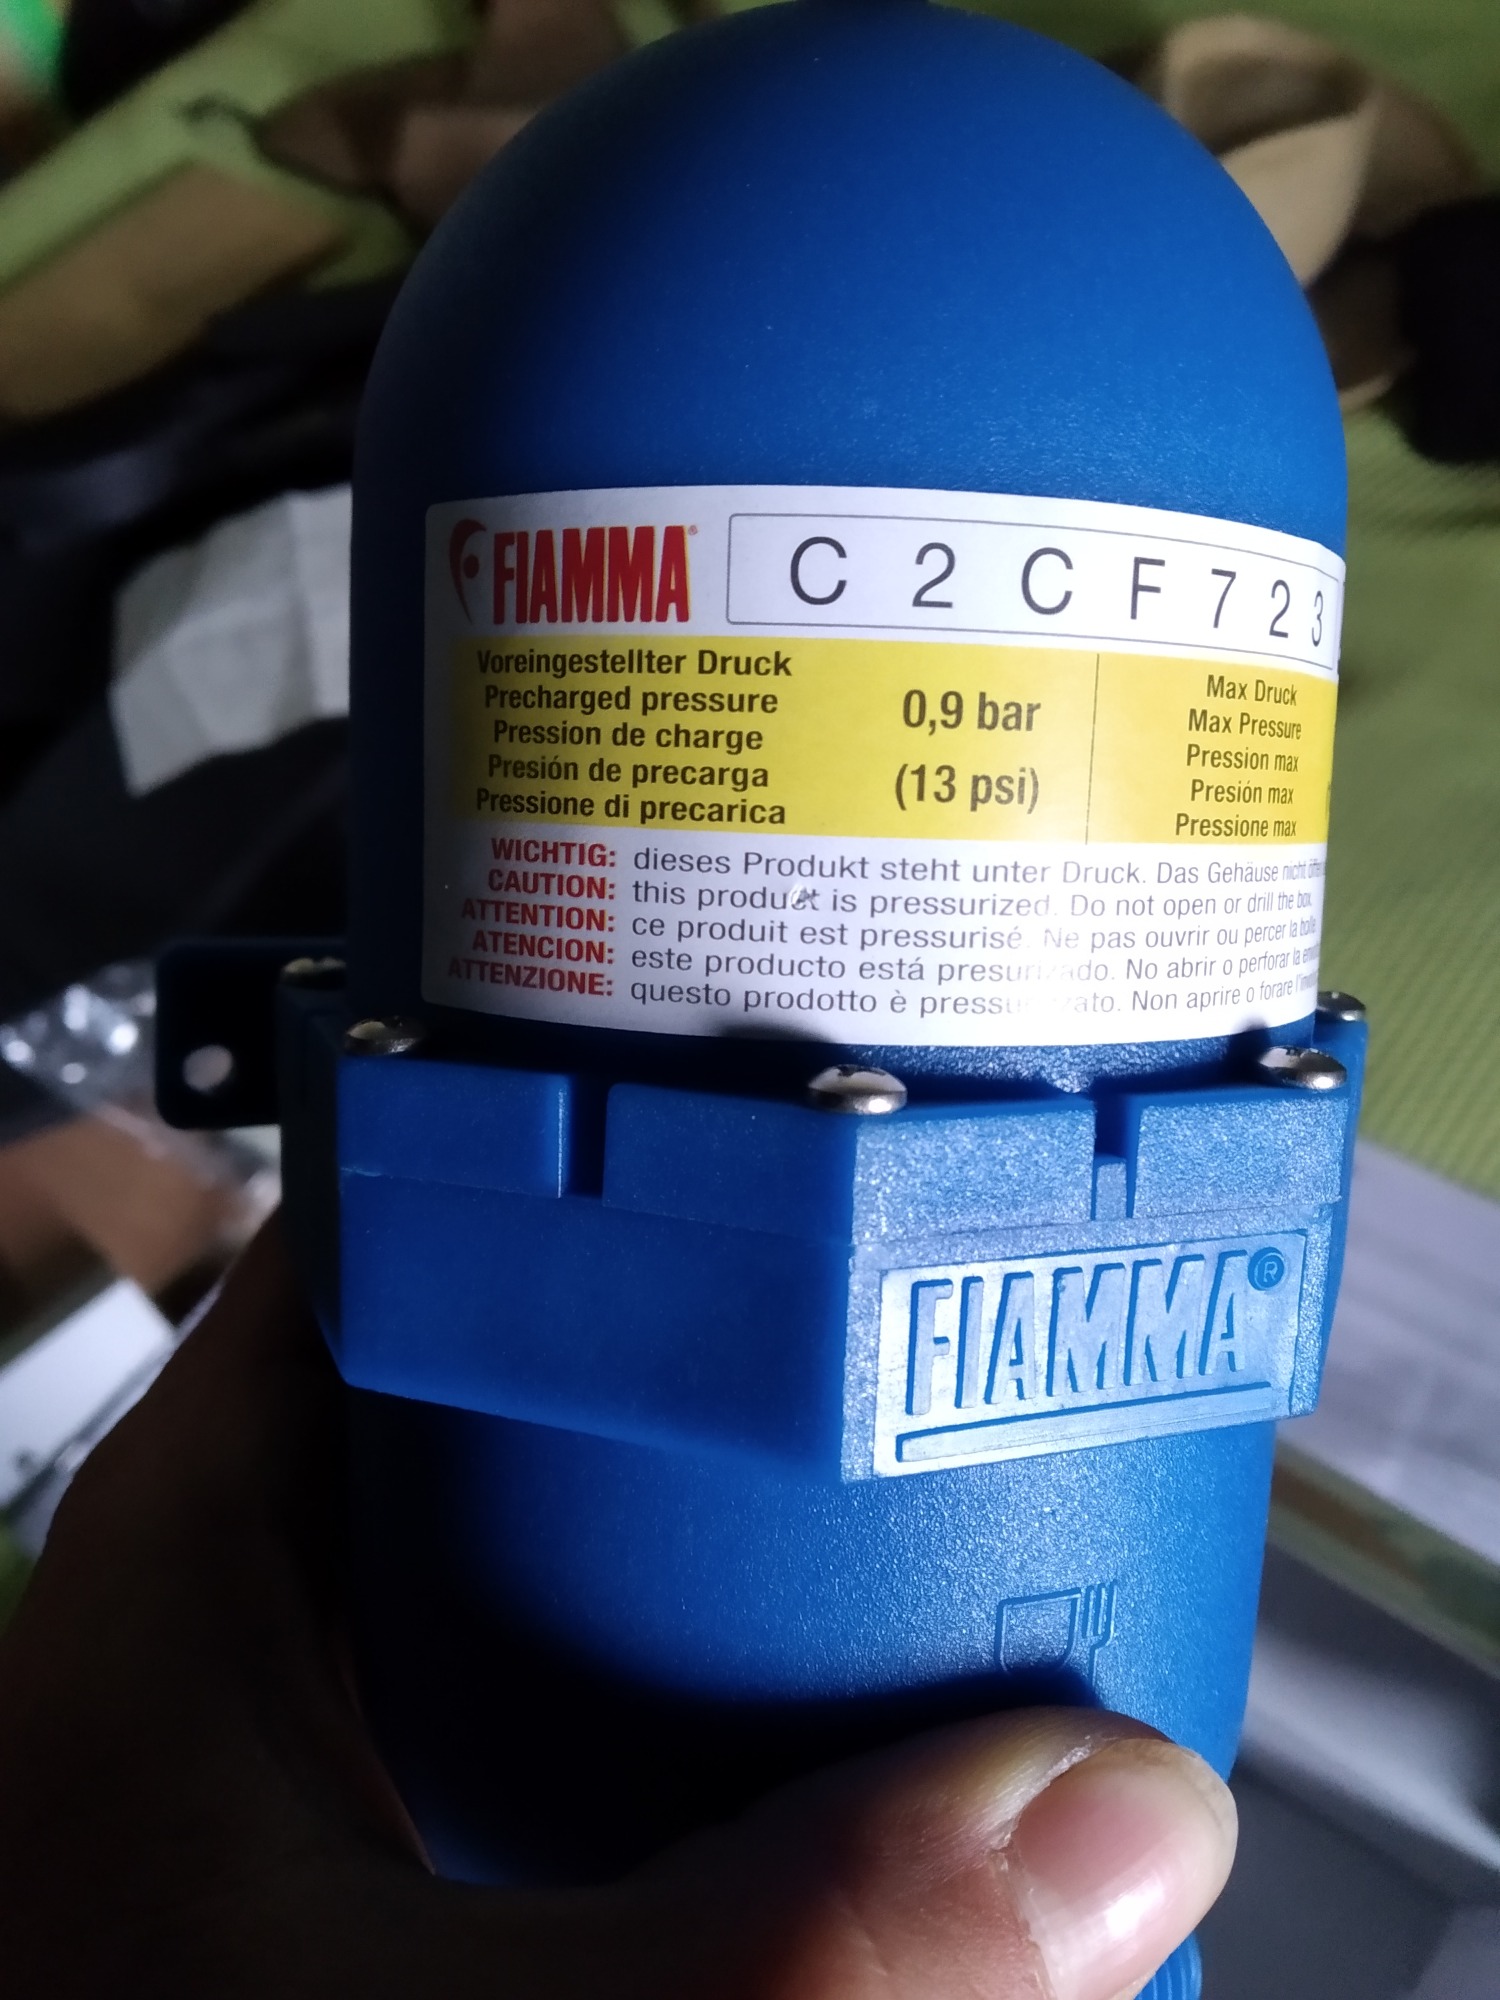 FIAMMA®
C 2 C F 7 2 3
Voreingestellter Druck
Precharged pressure
Pression de charge
Presión de precarga
Pressione di precarica
0,9 bar
(13 psi)
Max Druck
Max Pressure
Pression max
Presión max
Pressione max
WICHTIG: dieses Produkt steht unter Druck. Das Gehäuse nicht
CAUTION: this product is pressurized. Do not open or drill the box.
ATTENTION: ce produit est pressurisé. Ne pas ouvrir ou percer la boîte
ATENCION: este producto está presurizado. No abrir o perforar la
ATTENZIONE: questo prodotto è pressurizzato. Non aprire o forare
FIAMMA®